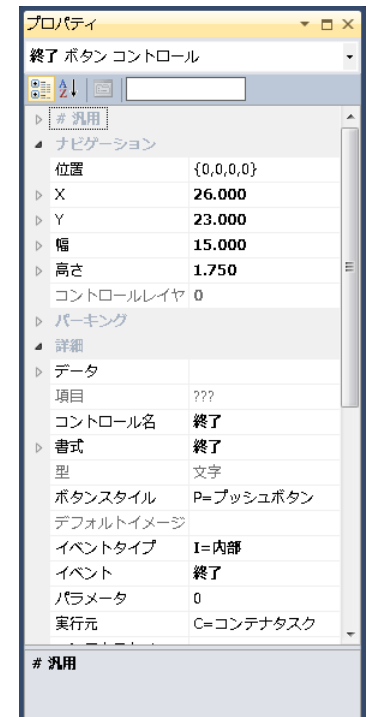 プロパティ
終了 ボタン コントロール
# 汎用
ナビゲーション
位置 {0,0,0,0}
X 26.000
Y 23.000
幅 15.000
高さ 1.750
コントロールレイヤ 0
パーキング
詳細
データ
項目 ???
コントロール名 終了
書式 終了
型 文字
ボタンスタイル P=プッシュボタン
デフォルトイメージ
イベントタイプ I=内部
イベント 終了
パラメータ 0
実行元 C=コンテナタスク
# 汎用